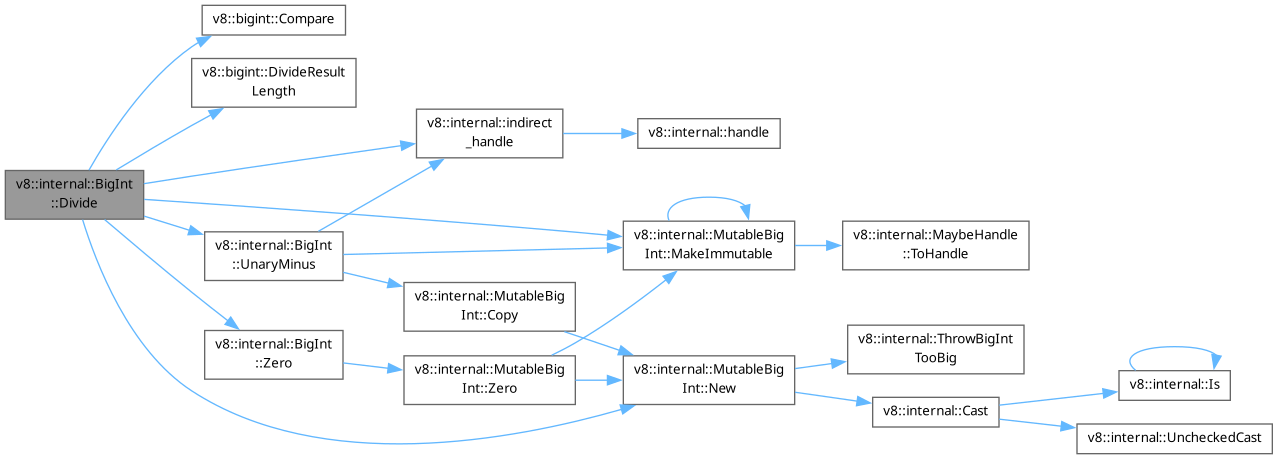 v8::bigint::Compare
v8::bigint::DivideResult
Length
v8::internal::indirect
_handle
v8::internal::handle
v8::internal::BigInt
::Divide
v8::internal::BigInt
::UnaryMinus
v8::internal::MutableBig
Int::MakeImmutable
v8::internal::MaybeHandle
::ToHandle
v8::internal::MutableBig
Int::Copy
v8::internal::BigInt
::Zero
v8::internal::MutableBig
Int::Zero
v8::internal::MutableBig
Int::New
v8::internal::ThrowBigInt
TooBig
v8::internal::Cast
v8::internal::Is
v8::internal::UncheckedCast